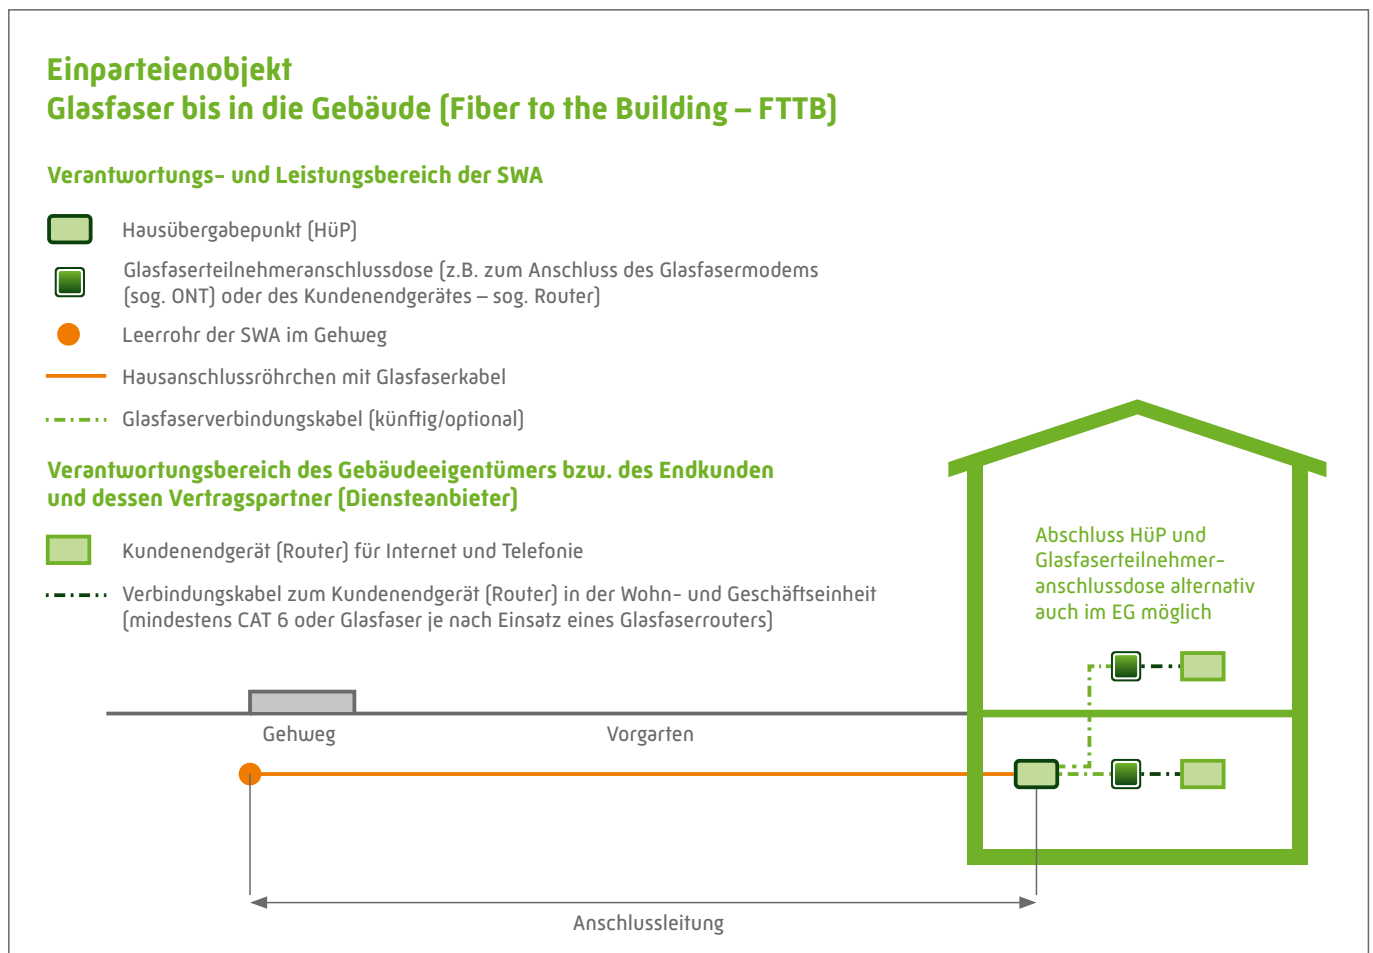 Einparteienobjekt
Glasfaser bis in die Gebäude (Fiber to the Building – FTTB)
Verantwortungs- und Leistungsbereich der SWA
Hausübergabepunkt (HüP)
Glasfaserteilnehmeranschlussdose (z.B. zum Anschluss des Glasfasermodems
(sog. ONT) oder des Kundenendgerätes – sog. Router)
Leerrohr der SWA im Gehweg
Hausanschlussröhrchen mit Glasfaserkabel
Glasfaserverbindungskabel (künftig/optional)
Verantwortungsbereich des Gebäudeeigentümers bzw. des Endkunden
und dessen Vertragspartner (Diensteanbieter)
Kundenendgerät (Router) für Internet und Telefonie
Verbindungskabel zum Kundenendgerät (Router) in der Wohn- und Geschäftseinheit
(mindestens CAT 6 oder Glasfaser je nach Einsatz eines Glasfaserrouters)
Abschluss HüP und
Glasfaserteilnehmer-
anschlussdose alternativ
auch im EG möglich
Gehweg
Vorgarten
Anschlussleitung